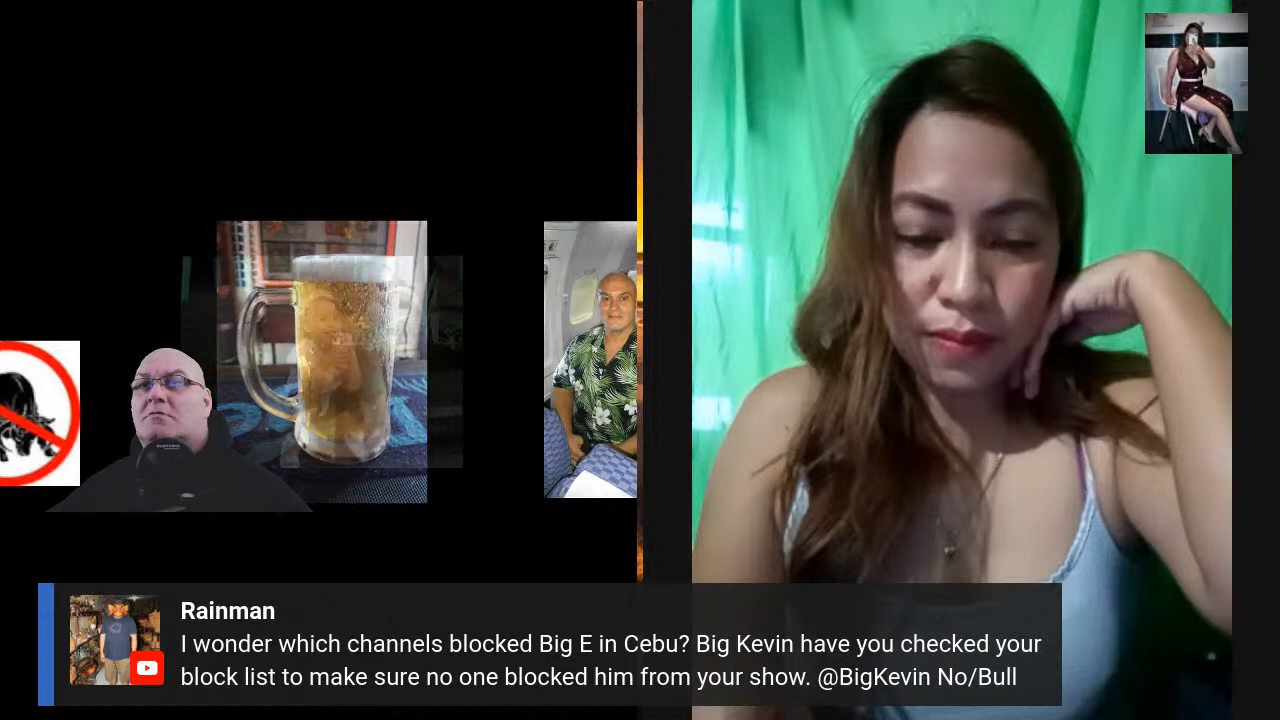 Rainman
I wonder which channels blocked Big E in Cebu? Big Kevin have you checked your
block list to make sure no one blocked him from your show. @BigKevin No/Bull